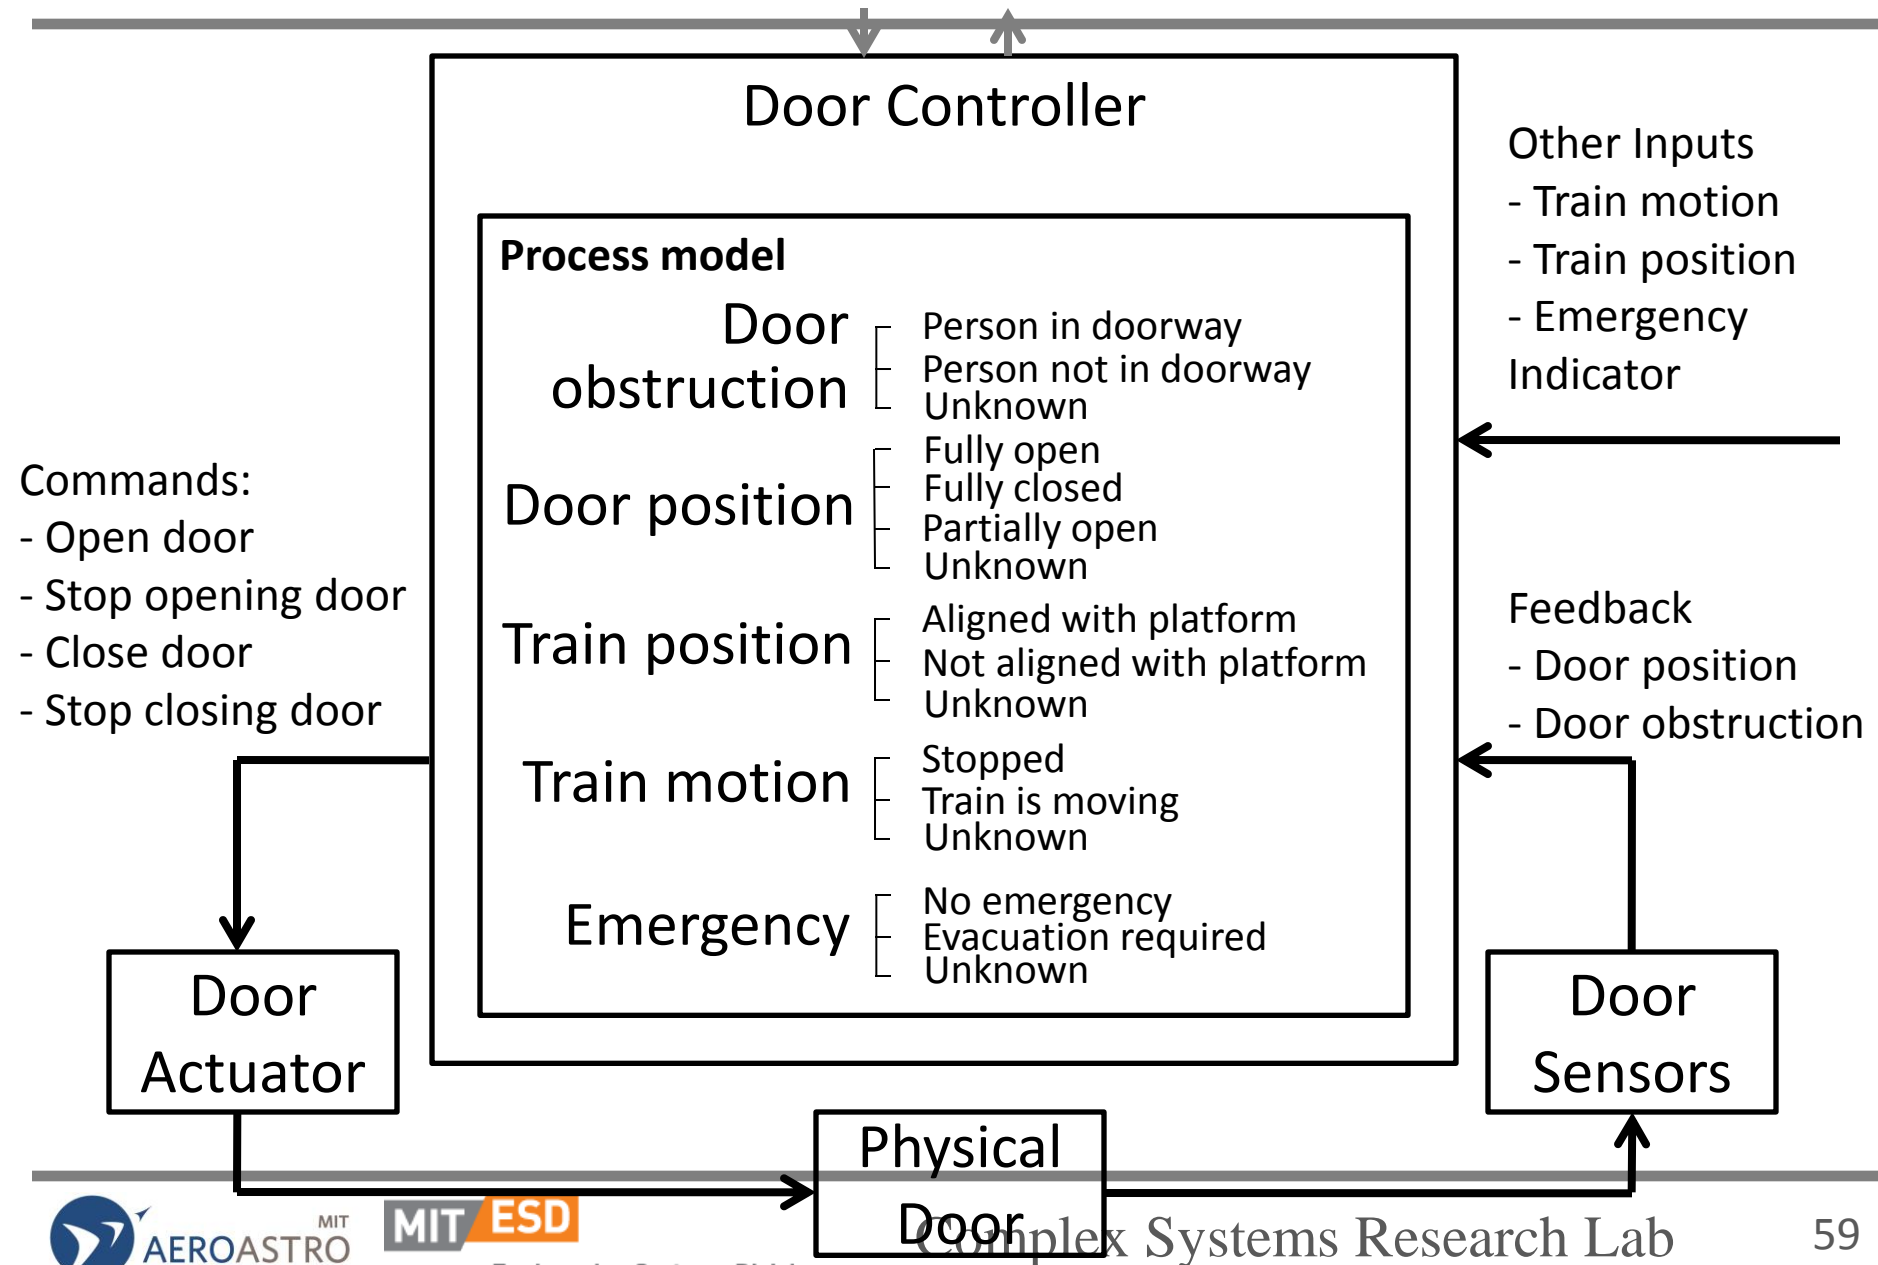 Door Controller
Process model
Door
obstruction
Person in doorway
Person not in doorway
Unknown
Door position
Fully open
Fully closed
Partially open
Unknown
Train position
Aligned with platform
Not aligned with platform
Unknown
Train motion
Stopped
Train is moving
Unknown
Emergency
No emergency
Evacuation required
Unknown
Other Inputs
- Train motion
- Train position
- Emergency
Indicator
Commands:
- Open door
- Stop opening door
- Close door
- Stop closing door
Feedback
- Door position
- Door obstruction
Door
Actuator
Door
Sensors
Physical
Door
MIT
AEROASTRO
MIT ESD
Complex Systems Research Lab
59